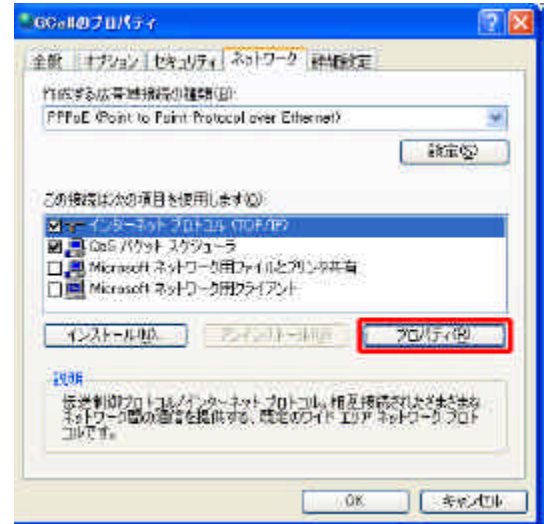 GCallのプロパティ
全般 オプション セキュリティ ネットワーク 詳細設定
作成する広帯域接続の種類(E):
PPPoE (Point to Point Protocol over Ethernet)
設定(S)
この接続は次の項目を使用します(O):
インターネット プロトコル (TCP/IP)
QoS パケット スケジューラ
Microsoft ネットワーク用ファイルとプリンタ共有
Microsoft ネットワーク用クライアント
インストール(N)... アンインストール(U) プロパティ(R)
説明
伝送制御プロトコル/インターネット プロトコル。相互接続されたさまざまな
ネットワーク間の通信を提供する、既定のワイド エリア ネットワーク プロト
コルです。
OK キャンセル